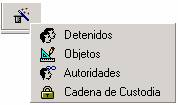 Detenidos
Objetos
Autoridades
Cadena de Custodia